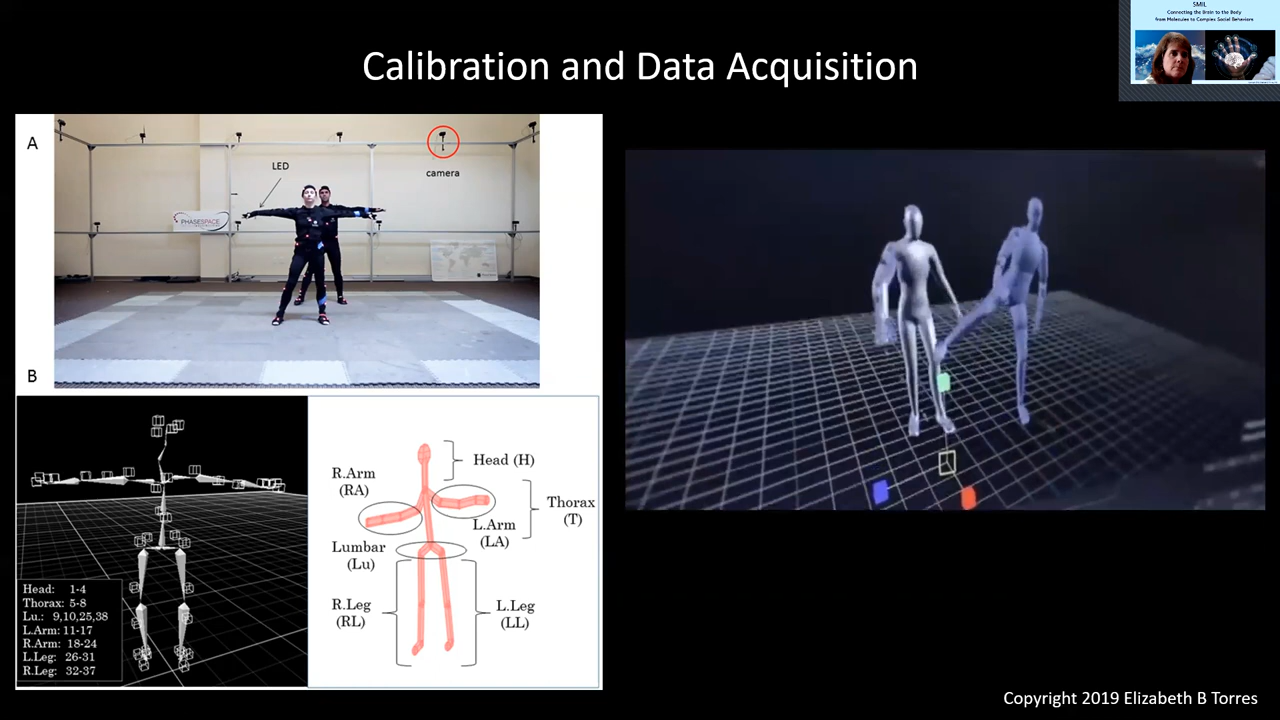 SMIL
Connecting the Brain to the Body
from Molecules to Complex Social Behaviors
Calibration and Data Acquisition
A
LED
camera
PHASESPACE
B
Head: 1-4
Thorax: 5-8
Lu.: 9,10,25,38
L.Arm: 11-17
R.Arm: 18-24
L.Leg: 26-31
R.Leg: 32-37
Head (H)
R.Arm
(RA)
Thorax
(T)
L.Arm
(LA)
Lumbar
(Lu)
R.Leg
(RL)
L.Leg
(LL)
Copyright 2019 Elizabeth B Torres